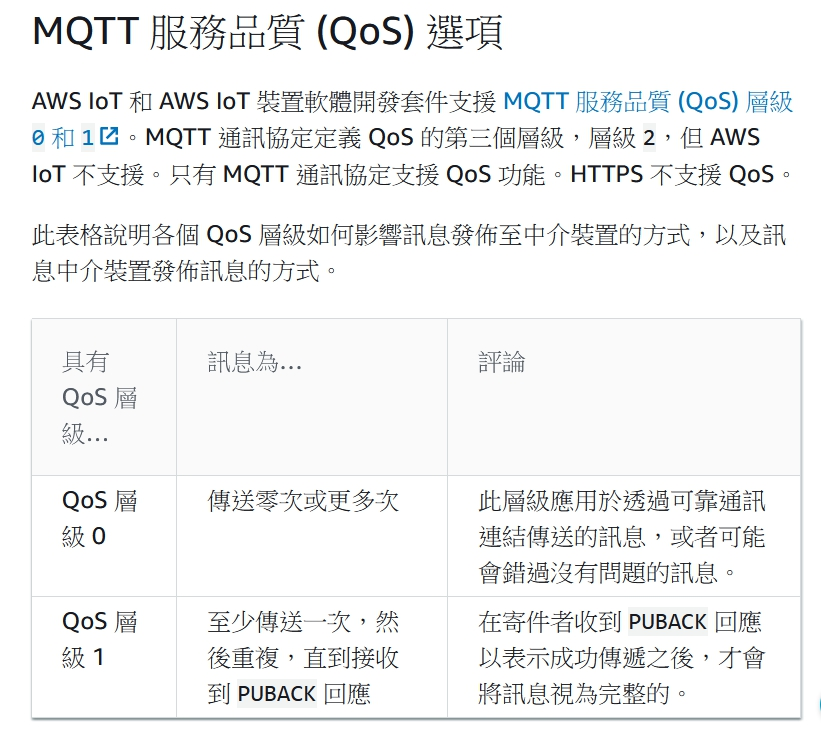 MQTT 服務品質 (QoS) 選項
AWS IoT 和 AWS IoT 裝置軟體開發套件支援 MQTT 服務品質 (QoS) 層級
0 和 1。MQTT 通訊協定定義 QoS 的第三個層級，層級 2，但 AWS
IoT 不支援。只有 MQTT 通訊協定支援 QoS 功能。HTTPS 不支援 QoS。
此表格說明各個 QoS 層級如何影響訊息發佈至中介裝置的方式，以及訊
息中介裝置發佈訊息的方式。
具有
QoS 層
級...
訊息為...
評論
QoS 層
級 0
傳送零次或更多次
此層級應用於透過可靠通訊
連結傳送的訊息，或者可能
會錯過沒有問題的訊息。
QoS 層
級 1
至少傳送一次，然
後重複，直到接收
到 PUBACK 回應
在寄件者收到 PUBACK 回應
以表示成功傳遞之後，才會
將訊息視為完整的。